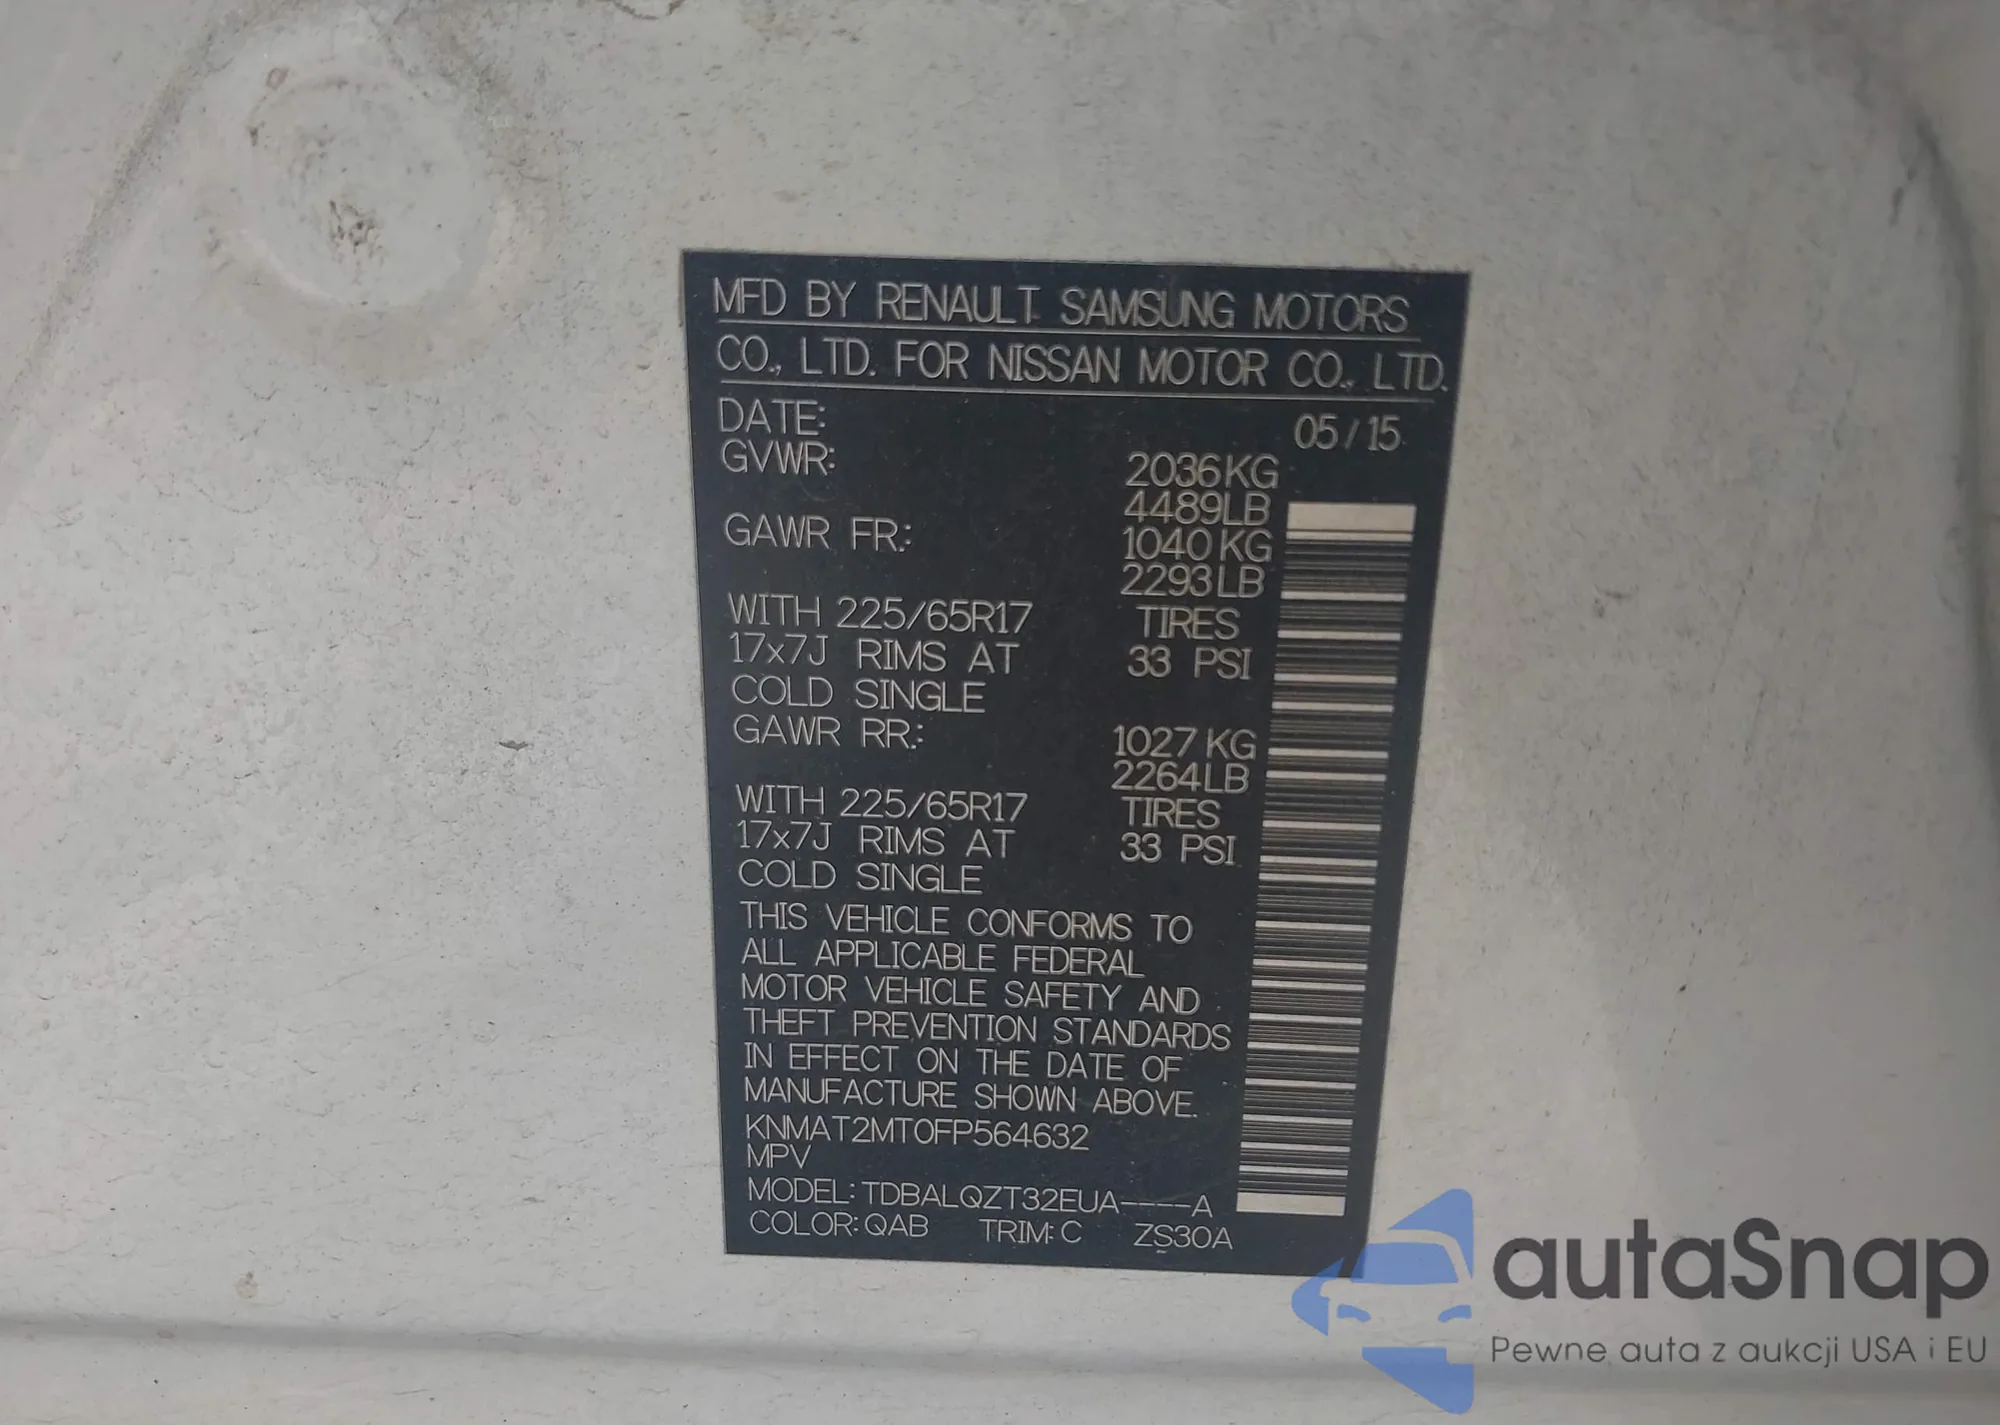 MFD BY RENAULT SAMSUNG MOTORS
CO., LTD. FOR NISSAN MOTOR CO., LTD.
DATE: 05/15
GVWR: 2036KG
4489LB
GAWR FR.: 1040KG
2293LB
WITH 225/65R17 TIRES
17x7J RIMS AT 33 PSI
COLD SINGLE
GAWR RR.: 1027KG
2264LB
WITH 225/65R17 TIRES
17x7J RIMS AT 33 PSI
COLD SINGLE
THIS VEHICLE CONFORMS TO
ALL APPLICABLE FEDERAL
MOTOR VEHICLE SAFETY AND
THEFT PREVENTION STANDARDS
IN EFFECT ON THE DATE OF
MANUFACTURE SHOWN ABOVE.
KNMAT2MT0FP564632
MPV
MODEL: TDBALQZT32EUA----A
COLOR: QAB TRIM: C ZS30A
autaSnap
Pewne auta z aukcji USA i EU